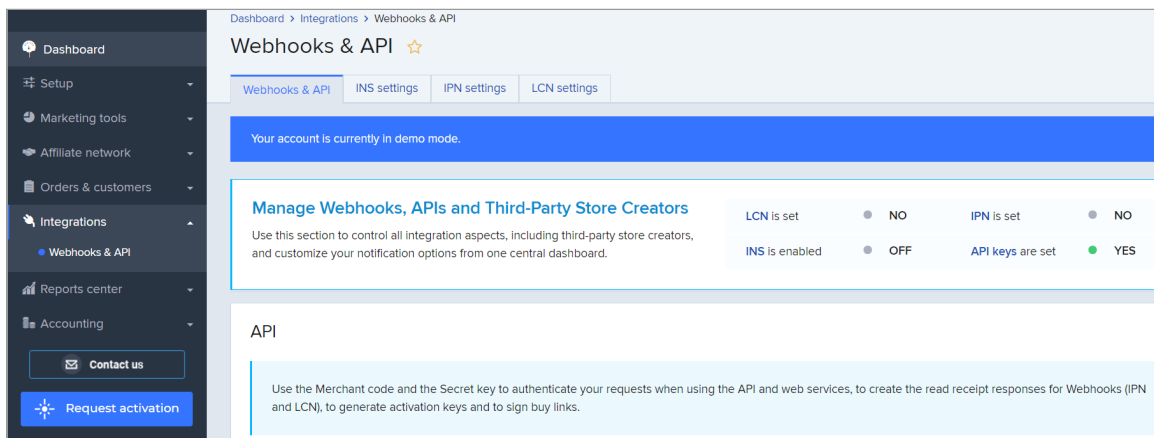 Dashboard > Integrations > Webhooks & API
Webhooks & API
Dashboard
Setup
Marketing tools
Affiliate network
Orders & customers
Integrations
Webhooks & API
Reports center
Accounting
Contact us
Request activation
Webhooks & API INS settings IPN settings LCN settings
Your account is currently in demo mode.
Manage Webhooks, APIs and Third-Party Store Creators
Use this section to control all integration aspects, including third-party store creators,
and customize your notification options from one central dashboard.
LCN is set NO IPN is set NO
INS is enabled OFF API keys are set YES
API
Use the Merchant code and the Secret key to authenticate your requests when using the API and web services, to create the read receipt responses for Webhooks (IPN
and LCN), to generate activation keys and to sign buy links.